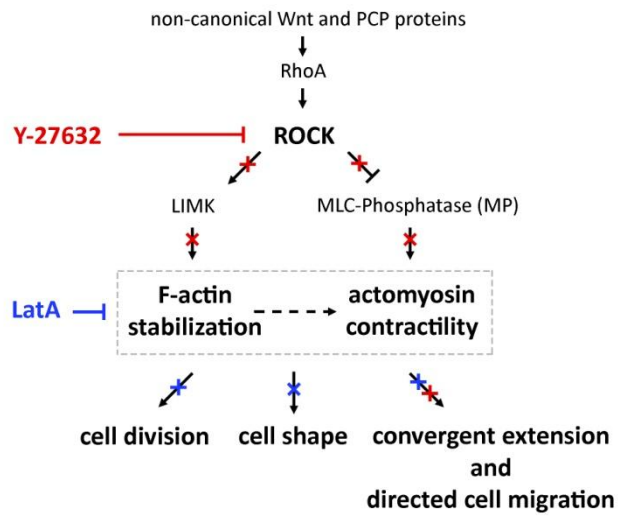 non-canonical Wnt and PCP proteins
RhoA
Y-27632
ROCK
LIMK
MLC-Phosphatase (MP)
LatA
F-actin
stabilization
actomyosin
contractility
cell division
cell shape
convergent extension
and
directed cell migration